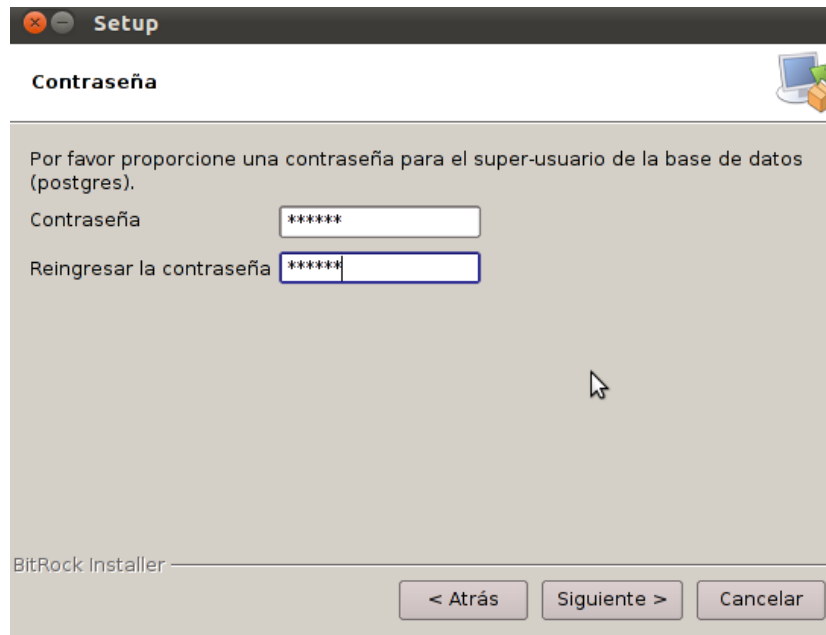 Setup
Contraseña
Por favor proporcione una contraseña para el super-usuario de la base de datos
(postgres).
Contraseña ******
Reingresar la contraseña ******
BitRock Installer
< Atrás Siguiente > Cancelar